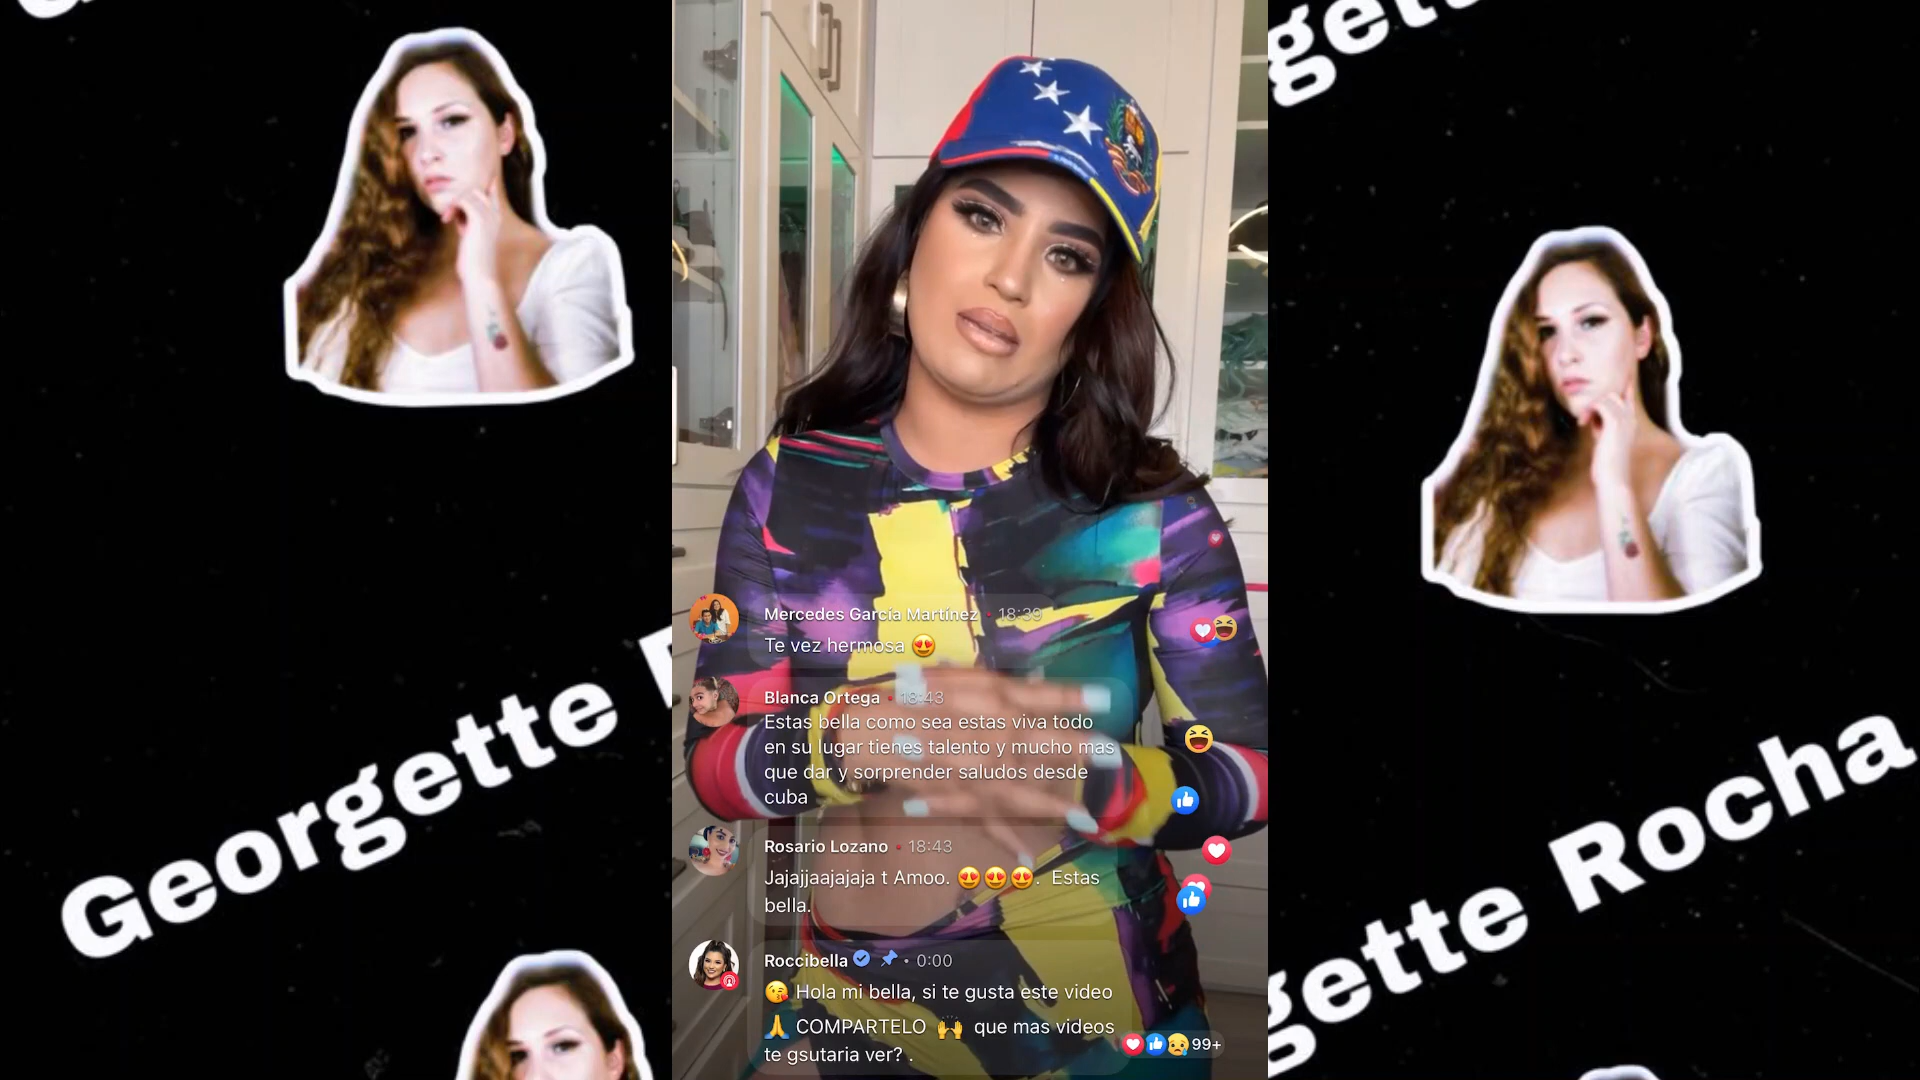 Georgette
Georgette Rocha
gette Rocha
gette
Mercedes García Martínez • 18:39
Te vez hermosa 😍
Blanca Ortega • 18:43
Estas bella como sea estas viva todo
en su lugar tienes talento y mucho mas
que dar y sorprender saludos desde
cuba
Rosario Lozano • 18:43
Jajajjaajajaja t Amoo. 😍😍😍. Estas
bella.
Roccibella • 0:00
😘 Hola mi bella, si te gusta este video
🙏 COMPARTELO 🙌 que mas videos
te gsutaria ver? .
99+